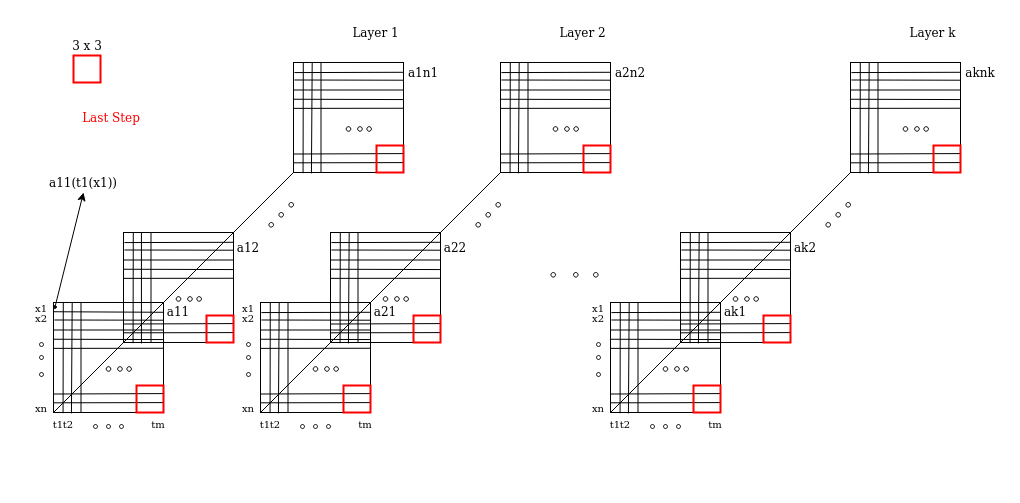 Layer 1
Layer 2
Layer k
3 x 3
a1n1
a2n2
aknk
Last Step
a11(t1(x1))
a12
a22
ak2
x1
x2
a11
x1
x2
a21
x1
x2
ak1
xn
xn
xn
t1t2
tm
t1t2
tm
t1t2
tm